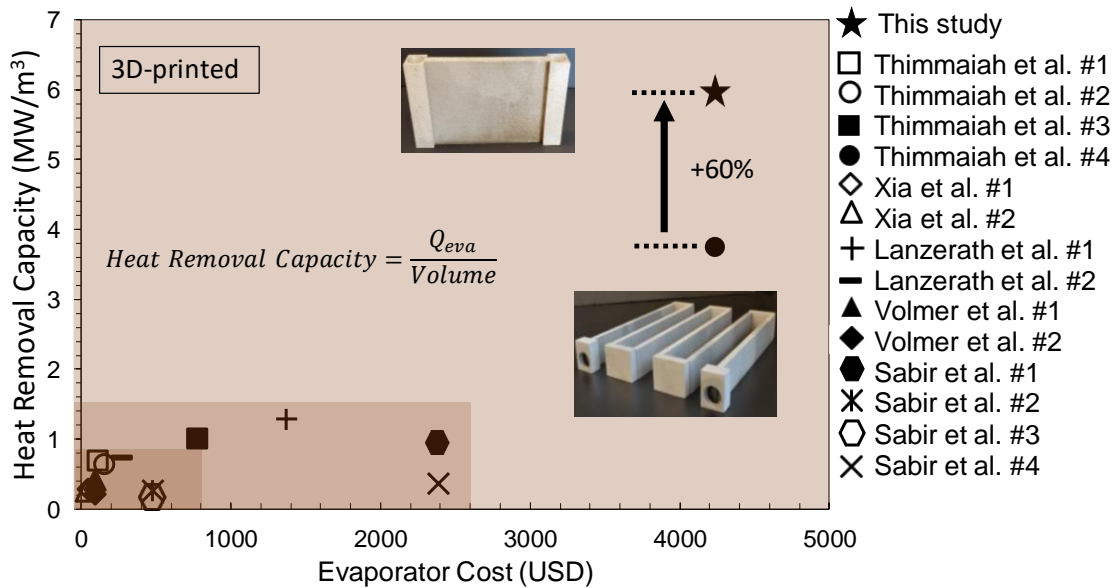 Heat Removal Capacity (MW/m³)
7
6
5
4
3
2
1
0
3D-printed
+60%
Heat Removal Capacity = Q_eva / Volume
0 1000 2000 3000 4000 5000
Evaporator Cost (USD)
This study
Thimmaiah et al. #1
Thimmaiah et al. #2
Thimmaiah et al. #3
Thimmaiah et al. #4
Xia et al. #1
Xia et al. #2
Lanzerath et al. #1
Lanzerath et al. #2
Volmer et al. #1
Volmer et al. #2
Sabir et al. #1
Sabir et al. #2
Sabir et al. #3
Sabir et al. #4